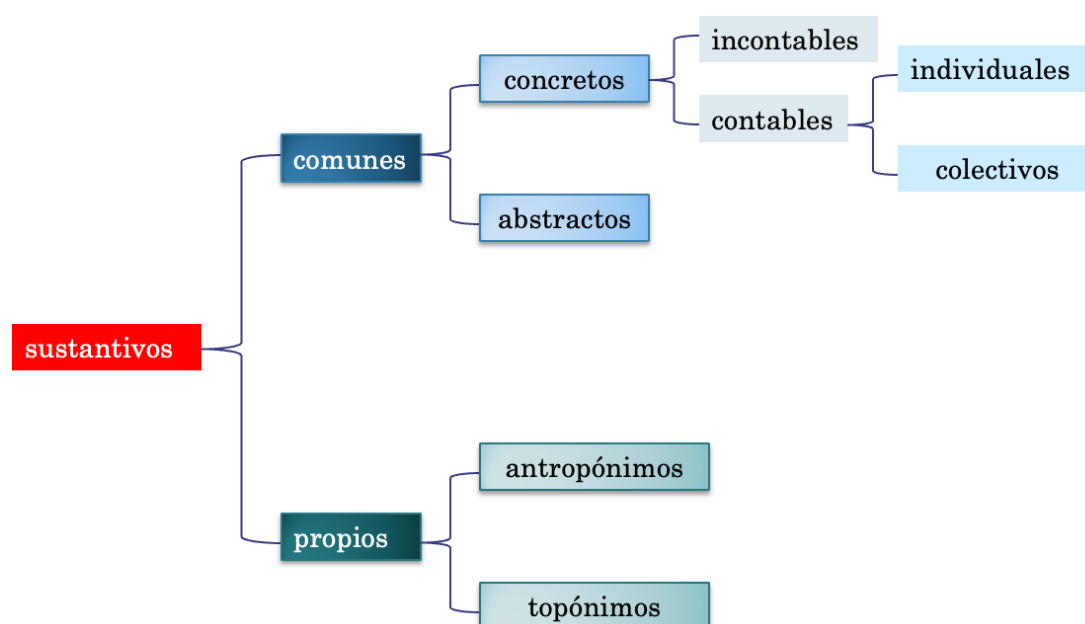 incontables
concretos
individuales
contables
comunes
colectivos
abstractos
sustantivos
antropónimos
propios
topónimos